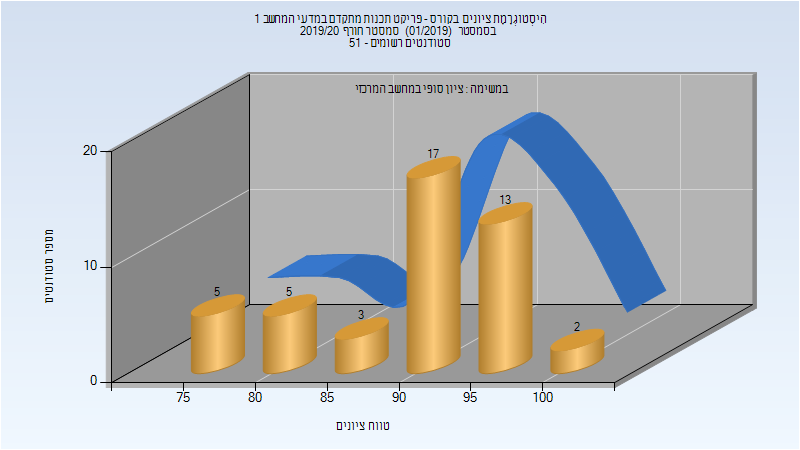 היסטוגרמת ציונים בקורס - פריקט תכנות מתקדם במדעי המחשב 1
בסמסטר (01/2019) סמסטר חורף 2019/20
סטודנטים רשומים - 51
במשימה : ציון סופי במחשב המרכזי
מספר סטודנטים
20
10
0
5
5
3
17
13
2
75
80
85
90
95
100
טווח ציונים